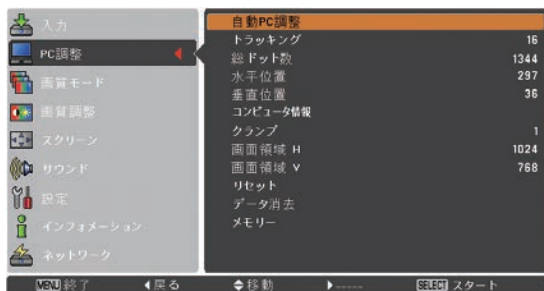 入力
PC調整
画質モード
画質調整
スクリーン
サウンド
設定
インフォメーション
ネットワーク
自動PC調整
トラッキング 16
総ドット数 1344
水平位置 297
垂直位置 36
コンピュータ情報
クランプ 1
画面領域 H 1024
画面領域 V 768
リセット
データ消去
メモリー
MENU 終了 戻る 移動 ----- SELECT スタート